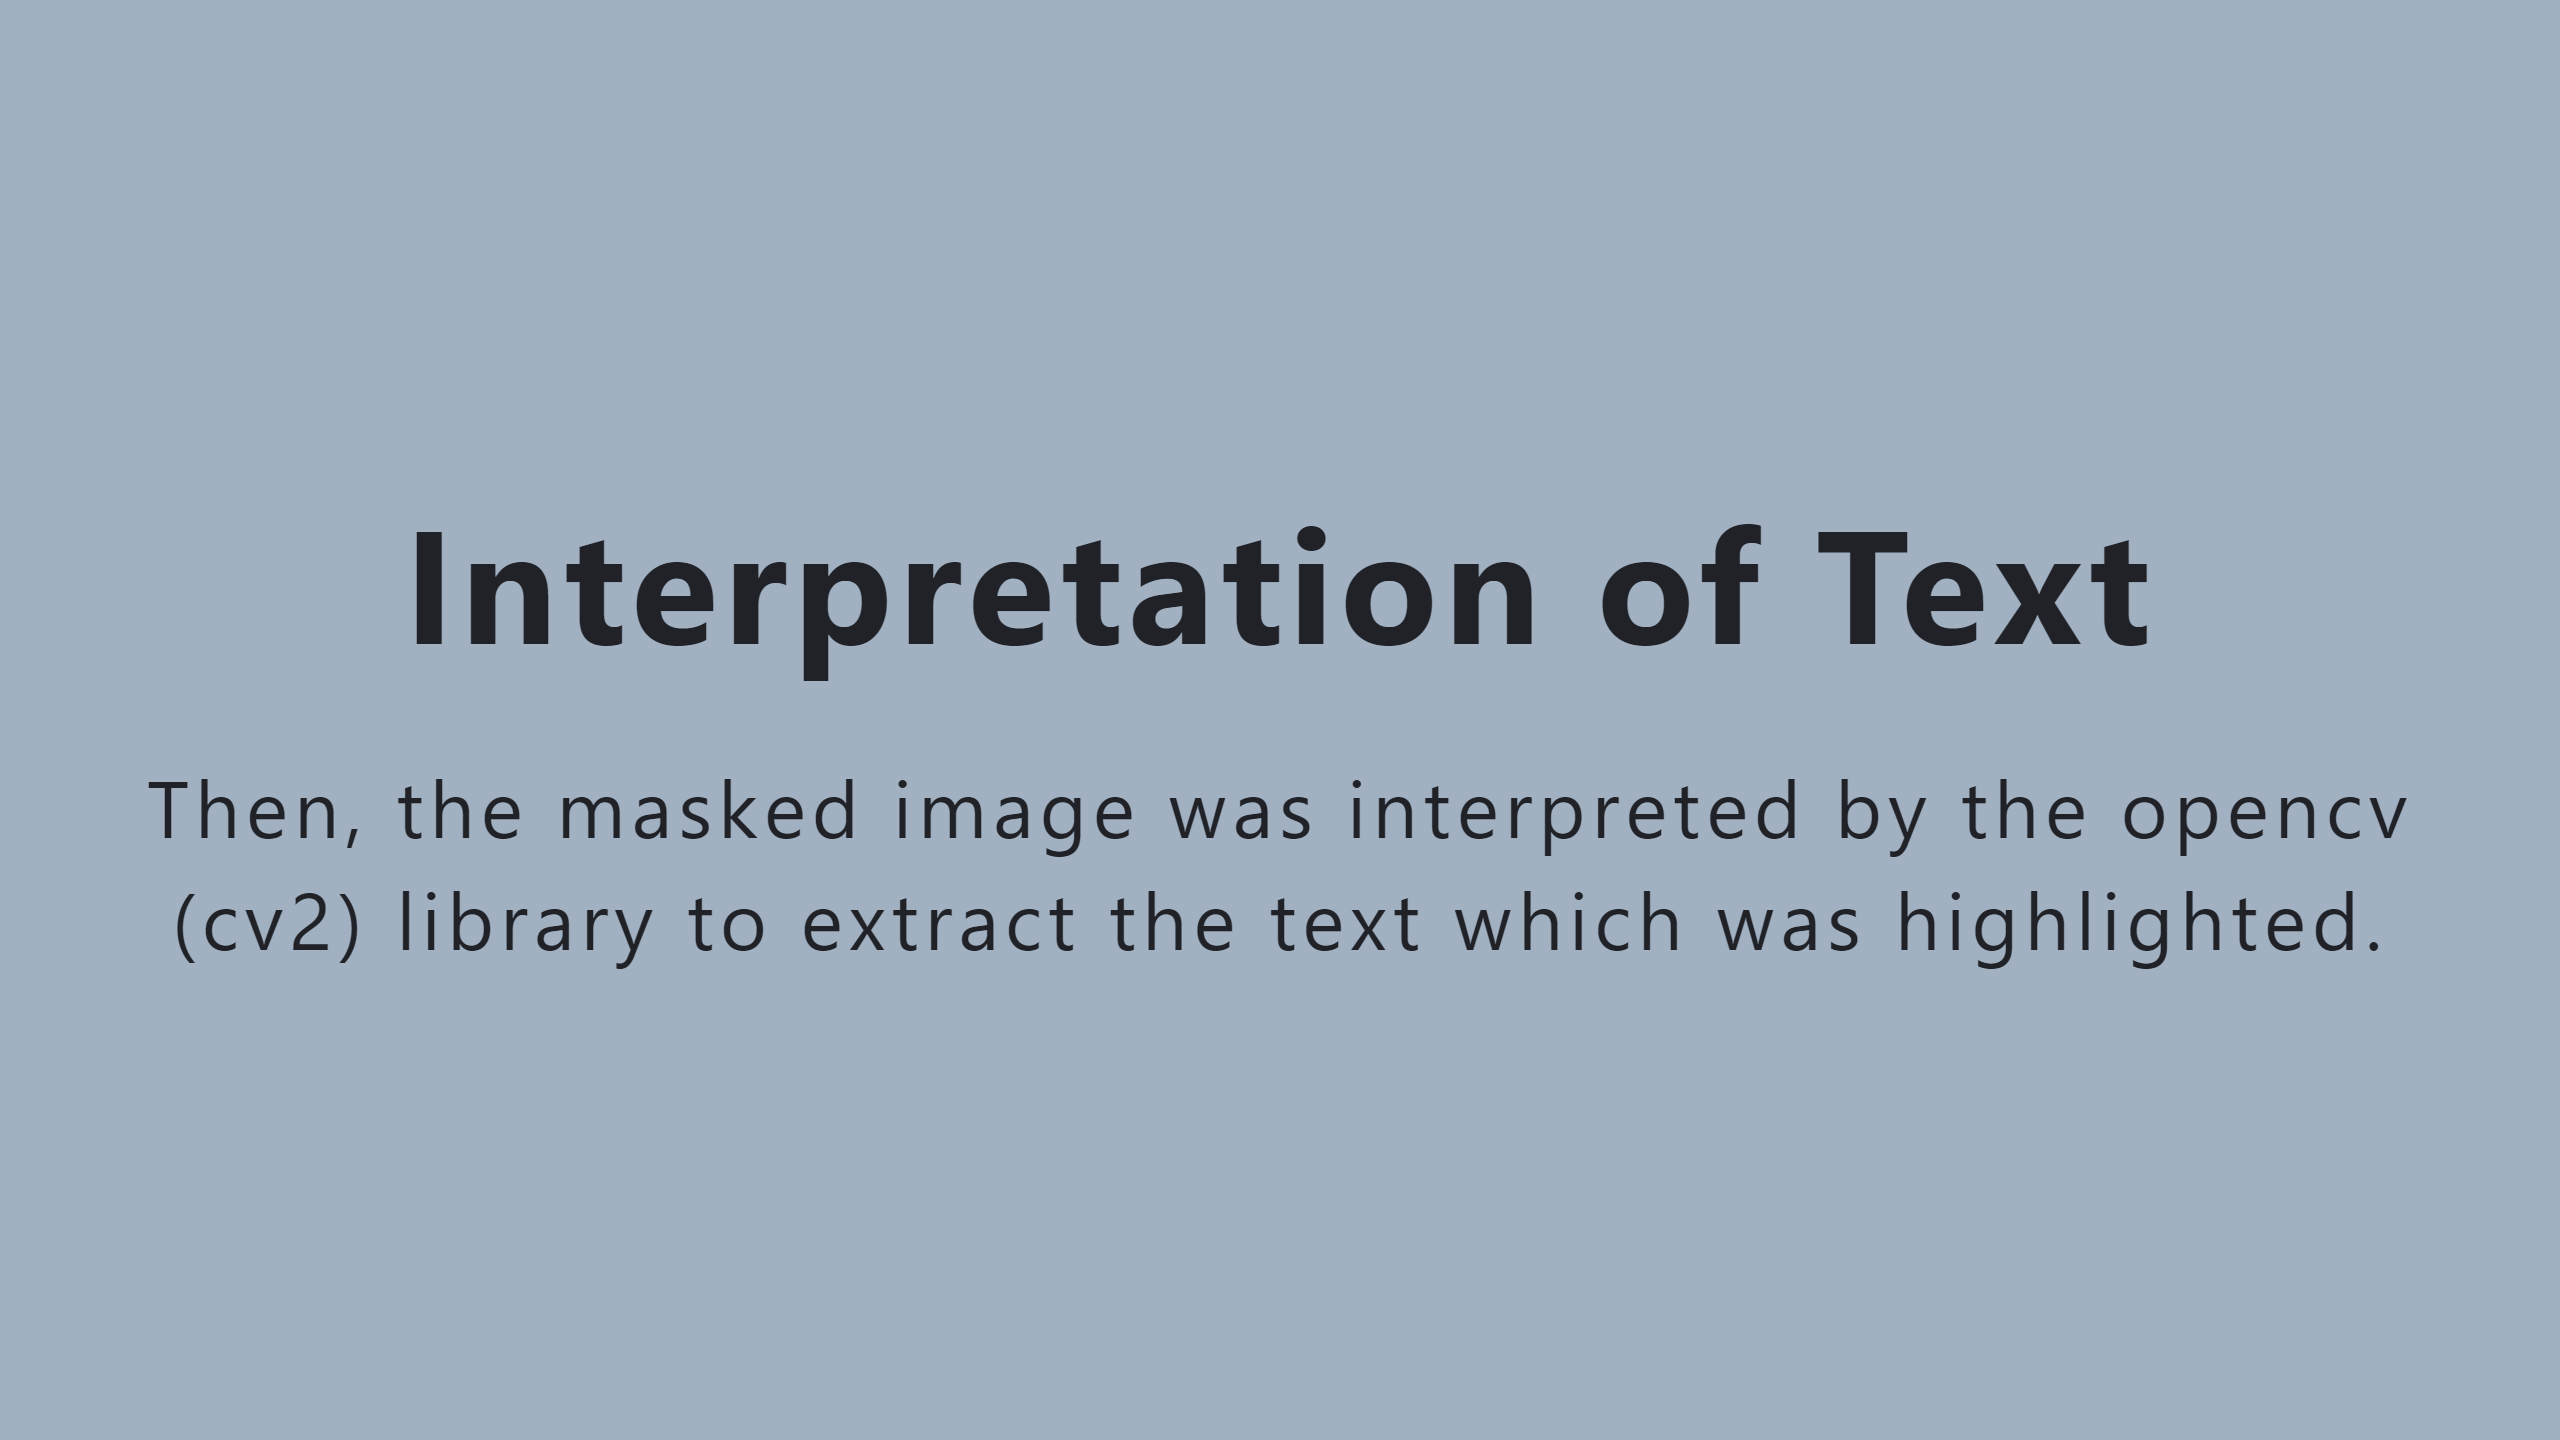 Interpretation of Text
Then, the masked image was interpreted by the opencv
(cv2) library to extract the text which was highlighted.